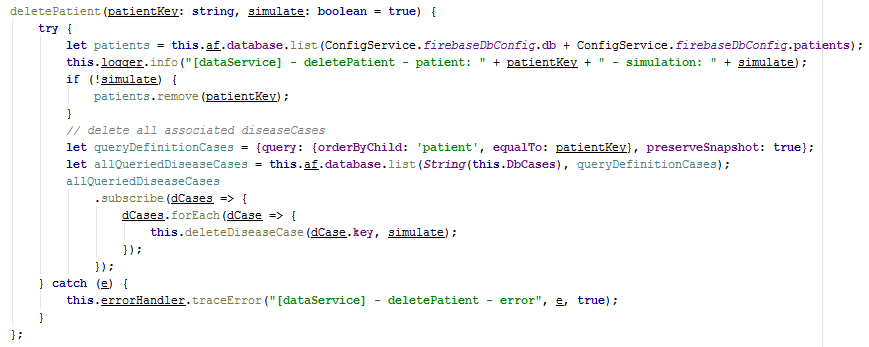 deletePatient(patientKey: string, simulate: boolean = true) {
try {
let patients = this.af.database.list(ConfigService.firebaseDbConfig.db + ConfigService.firebaseDbConfig.patients);
this.logger.info("[dataService] - deletePatient - patient: " + patientKey + " - simulation: " + simulate);
if (!simulate) {
patients.remove(patientKey);
}
// delete all associated diseaseCases
let queryDefinitionCases = {query: {orderByChild: 'patient', equalTo: patientKey}, preserveSnapshot: true};
let allQueriedDiseaseCases = this.af.database.list(String(this.DbCases), queryDefinitionCases);
allQueriedDiseaseCases
.subscribe(dCases => {
dCases.forEach(dCase => {
this.deleteDiseaseCase(dCase.key, simulate);
});
});
} catch (e) {
this.errorHandler.traceError("[dataService] - deletePatient - error", e, true);
}
};